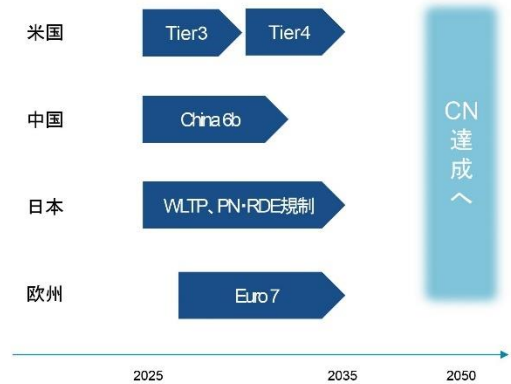 米国
Tier3
Tier4
中国
China 6b
日本
WLTP、PN・RDE規制
欧州
Euro 7
CN
達
成
へ
2025
2035
2050